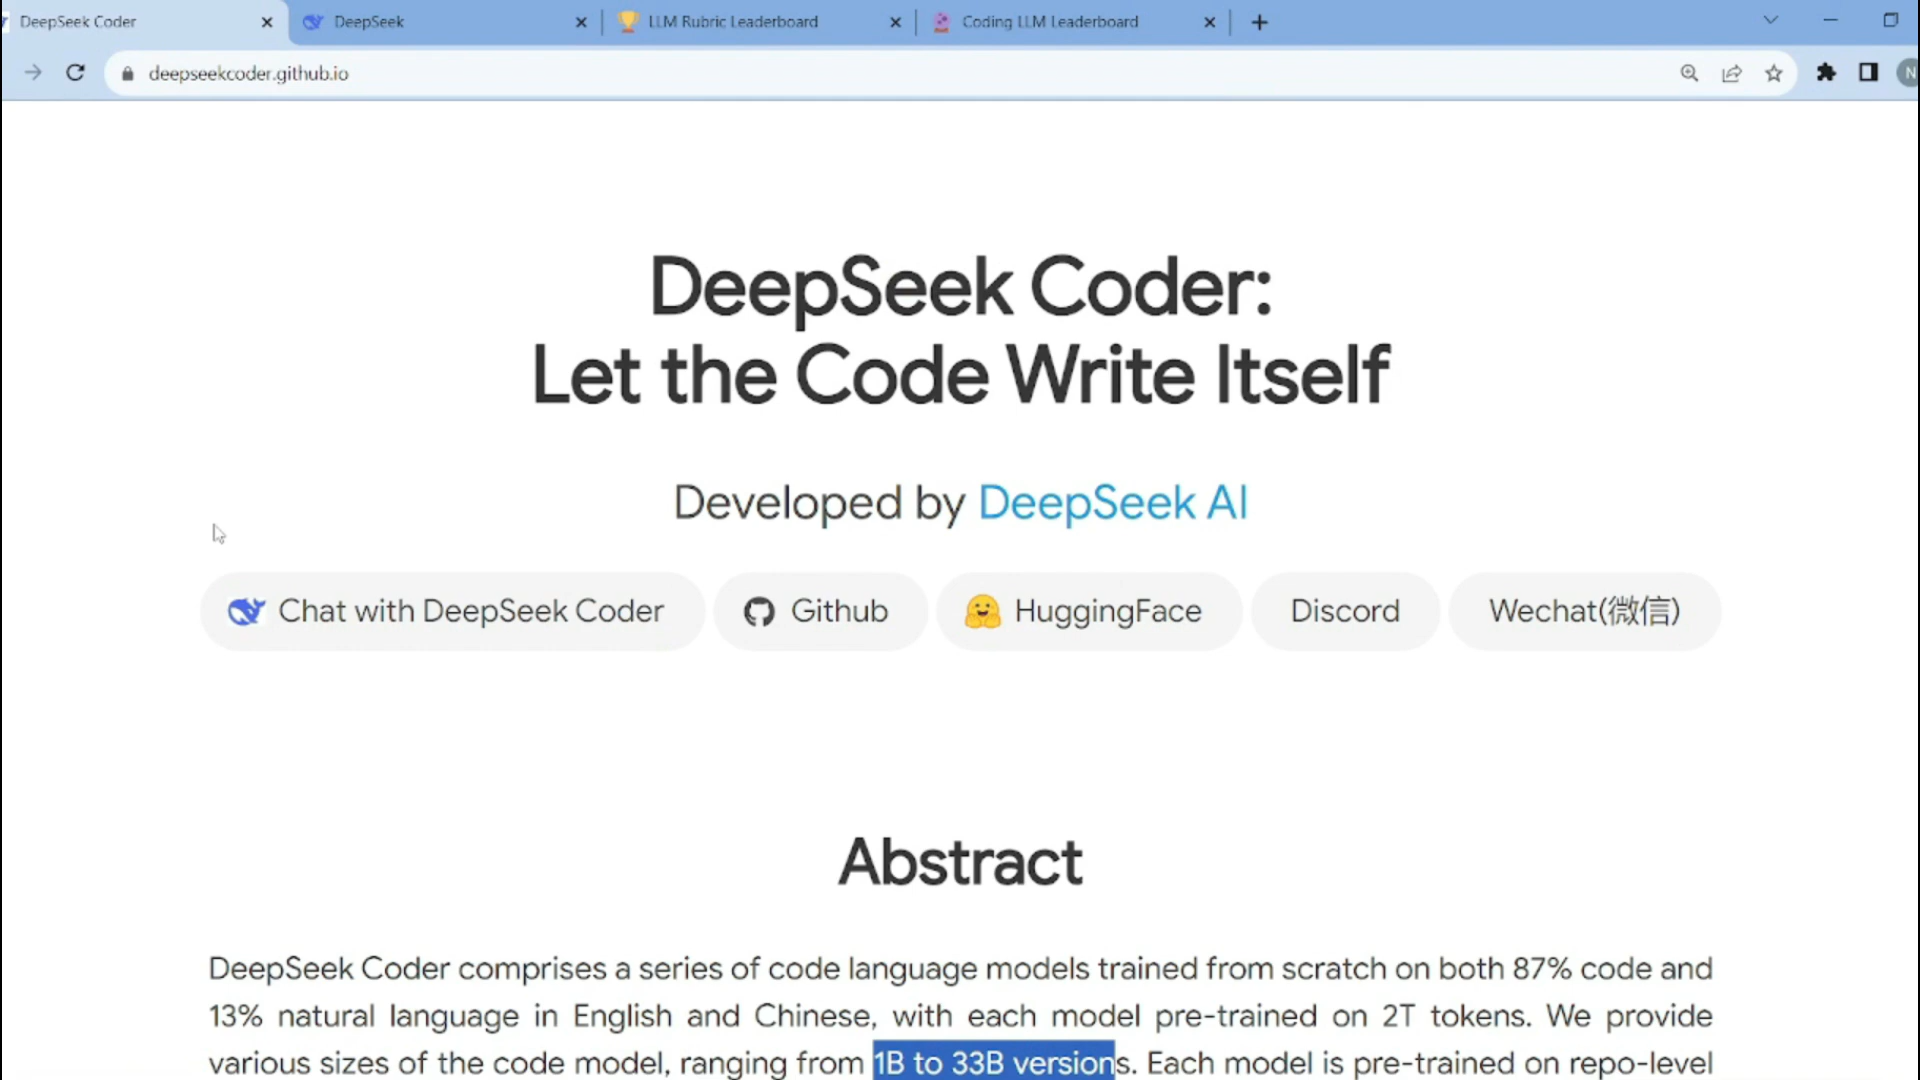 DeepSeek Coder
DeepSeek
LLM Rubric Leaderboard
Coding LLM Leaderboard
deepseekcoder.github.io
N
DeepSeek Coder:
Let the Code Write Itself
Developed by DeepSeek AI
Chat with DeepSeek Coder
Github
HuggingFace
Discord
Wechat(微信)
Abstract
DeepSeek Coder comprises a series of code language models trained from scratch on both 87% code and
13% natural language in English and Chinese, with each model pre-trained on 2T tokens. We provide
various sizes of the code model, ranging from 1B to 33B versions. Each model is pre-trained on repo-level